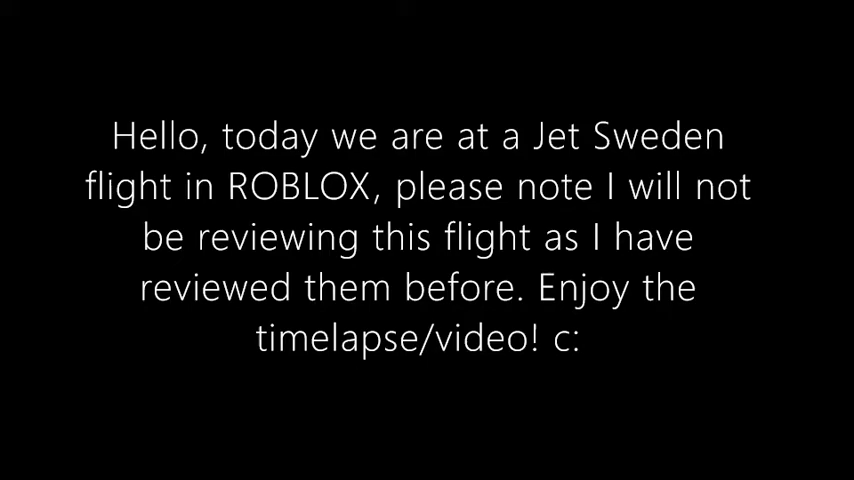 Hello, today we are at a Jet Sweden
flight in ROBLOX, please note I will not
be reviewing this flight as I have
reviewed them before. Enjoy the
timelapse/video! c: